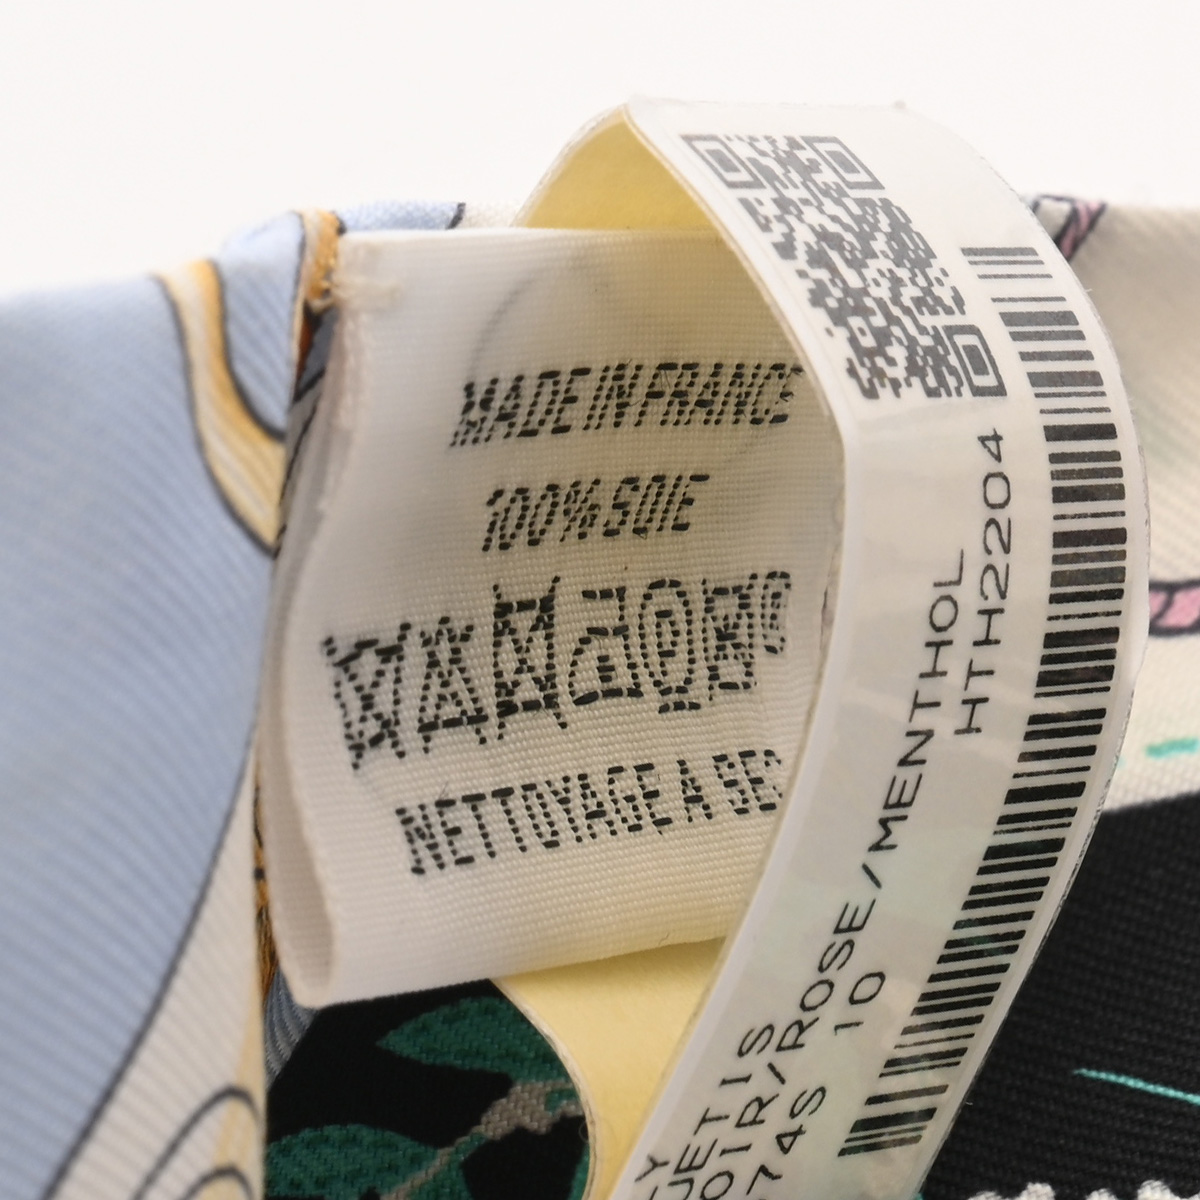 MADE IN FRANCE
100% SOIE
NETTOYAGE A SEC
HTH2204
/ROSE/MENTHOL
10